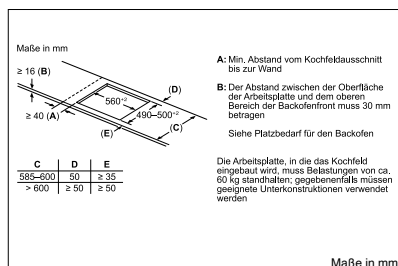 Maße in mm
≥ 16 (B)
(D)
560⁺²
490–500⁺²
≥ 40 (A)
(C)
(E)
C D E
585–600 50 ≥ 35
> 600 ≥ 50 ≥ 50
A: Min. Abstand vom Kochfeldausschnitt
bis zur Wand
B: Der Abstand zwischen der Oberfläche
der Arbeitsplatte und dem oberen
Bereich der Backofenfront muss 30 mm
betragen
Siehe Platzbedarf für den Backofen
Die Arbeitsplatte, in die das Kochfeld
eingebaut wird, muss Belastungen von ca.
60 kg standhalten; gegebenenfalls müssen
geeignete Unterkonstruktionen verwendet
werden
Maße in mm